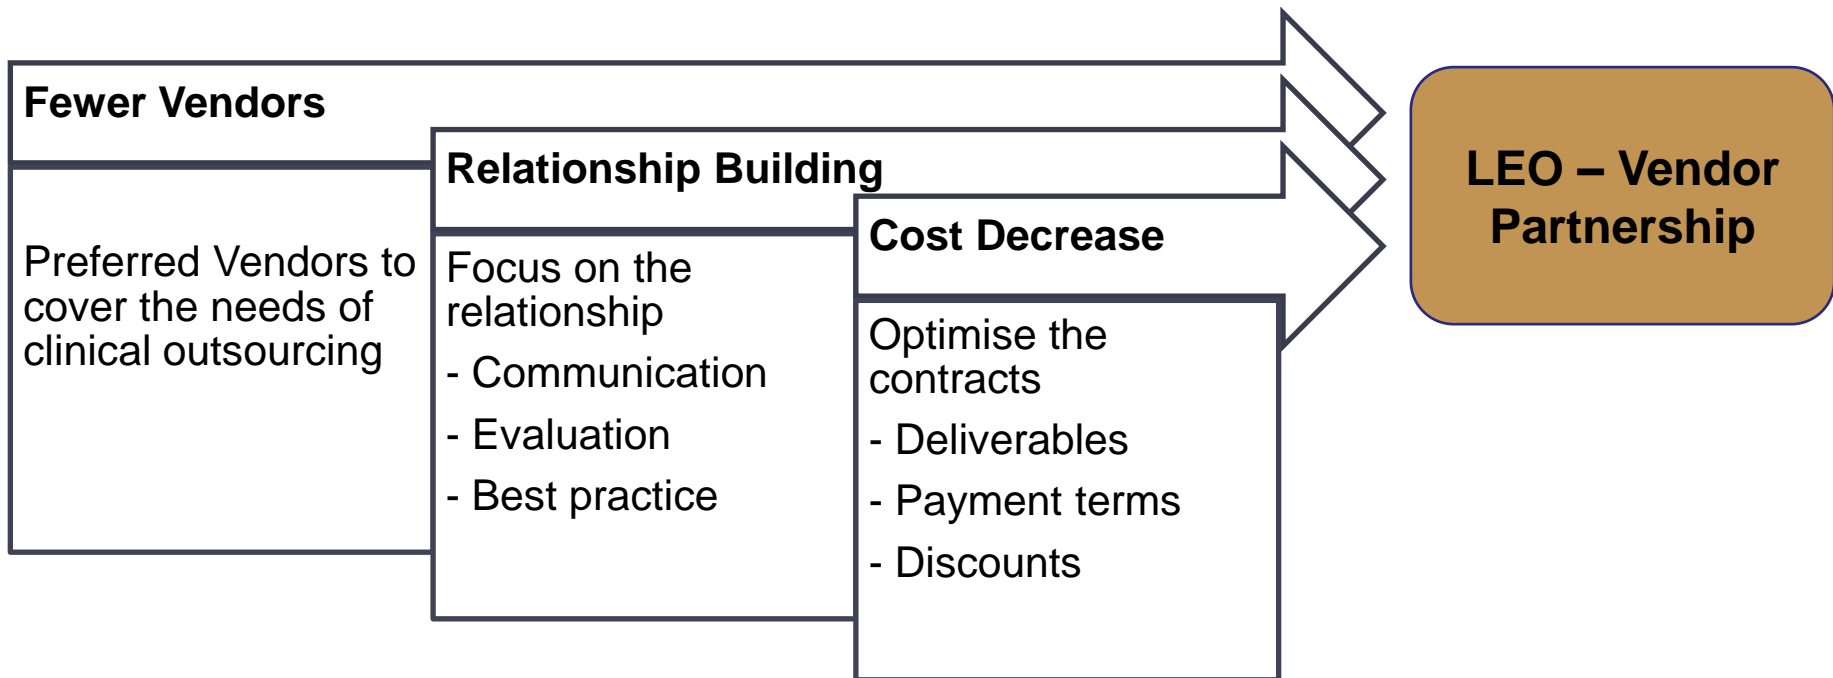 Fewer Vendors
Preferred Vendors to
cover the needs of
clinical outsourcing
Relationship Building
Focus on the
relationship
- Communication
- Evaluation
- Best practice
Cost Decrease
Optimise the
contracts
- Deliverables
- Payment terms
- Discounts
LEO – Vendor
Partnership